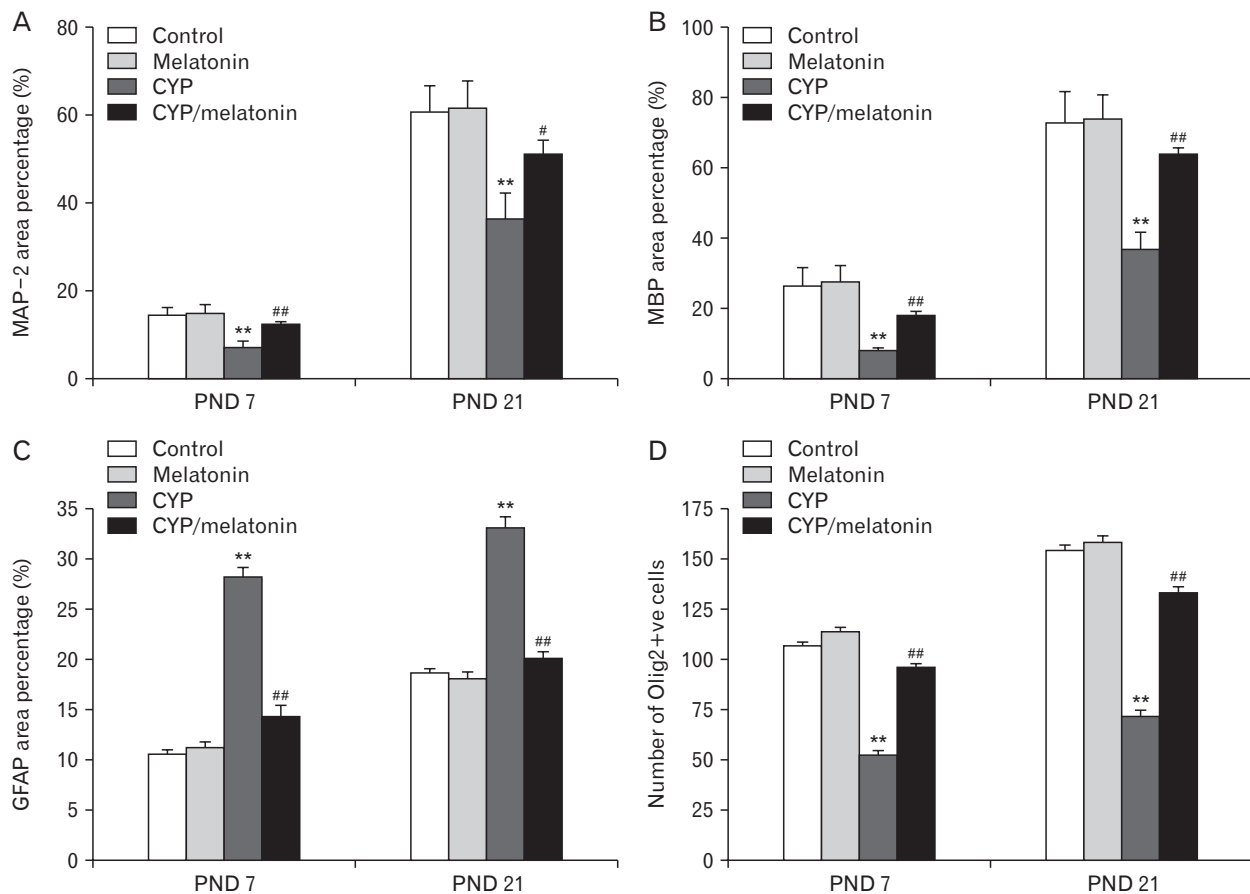 A
MAP-2 area percentage (%)
80
60
40
20
0
Control
Melatonin
CYP
CYP/melatonin
**
##
**
#
PND 7
PND 21
B
MBP area percentage (%)
100
80
60
40
20
0
Control
Melatonin
CYP
CYP/melatonin
**
##
**
##
PND 7
PND 21
C
GFAP area percentage (%)
35
30
25
20
15
10
5
0
Control
Melatonin
CYP
CYP/melatonin
**
##
**
##
PND 7
PND 21
D
Number of Olig2+ve cells
175
150
125
100
75
50
25
0
Control
Melatonin
CYP
CYP/melatonin
**
##
**
##
PND 7
PND 21